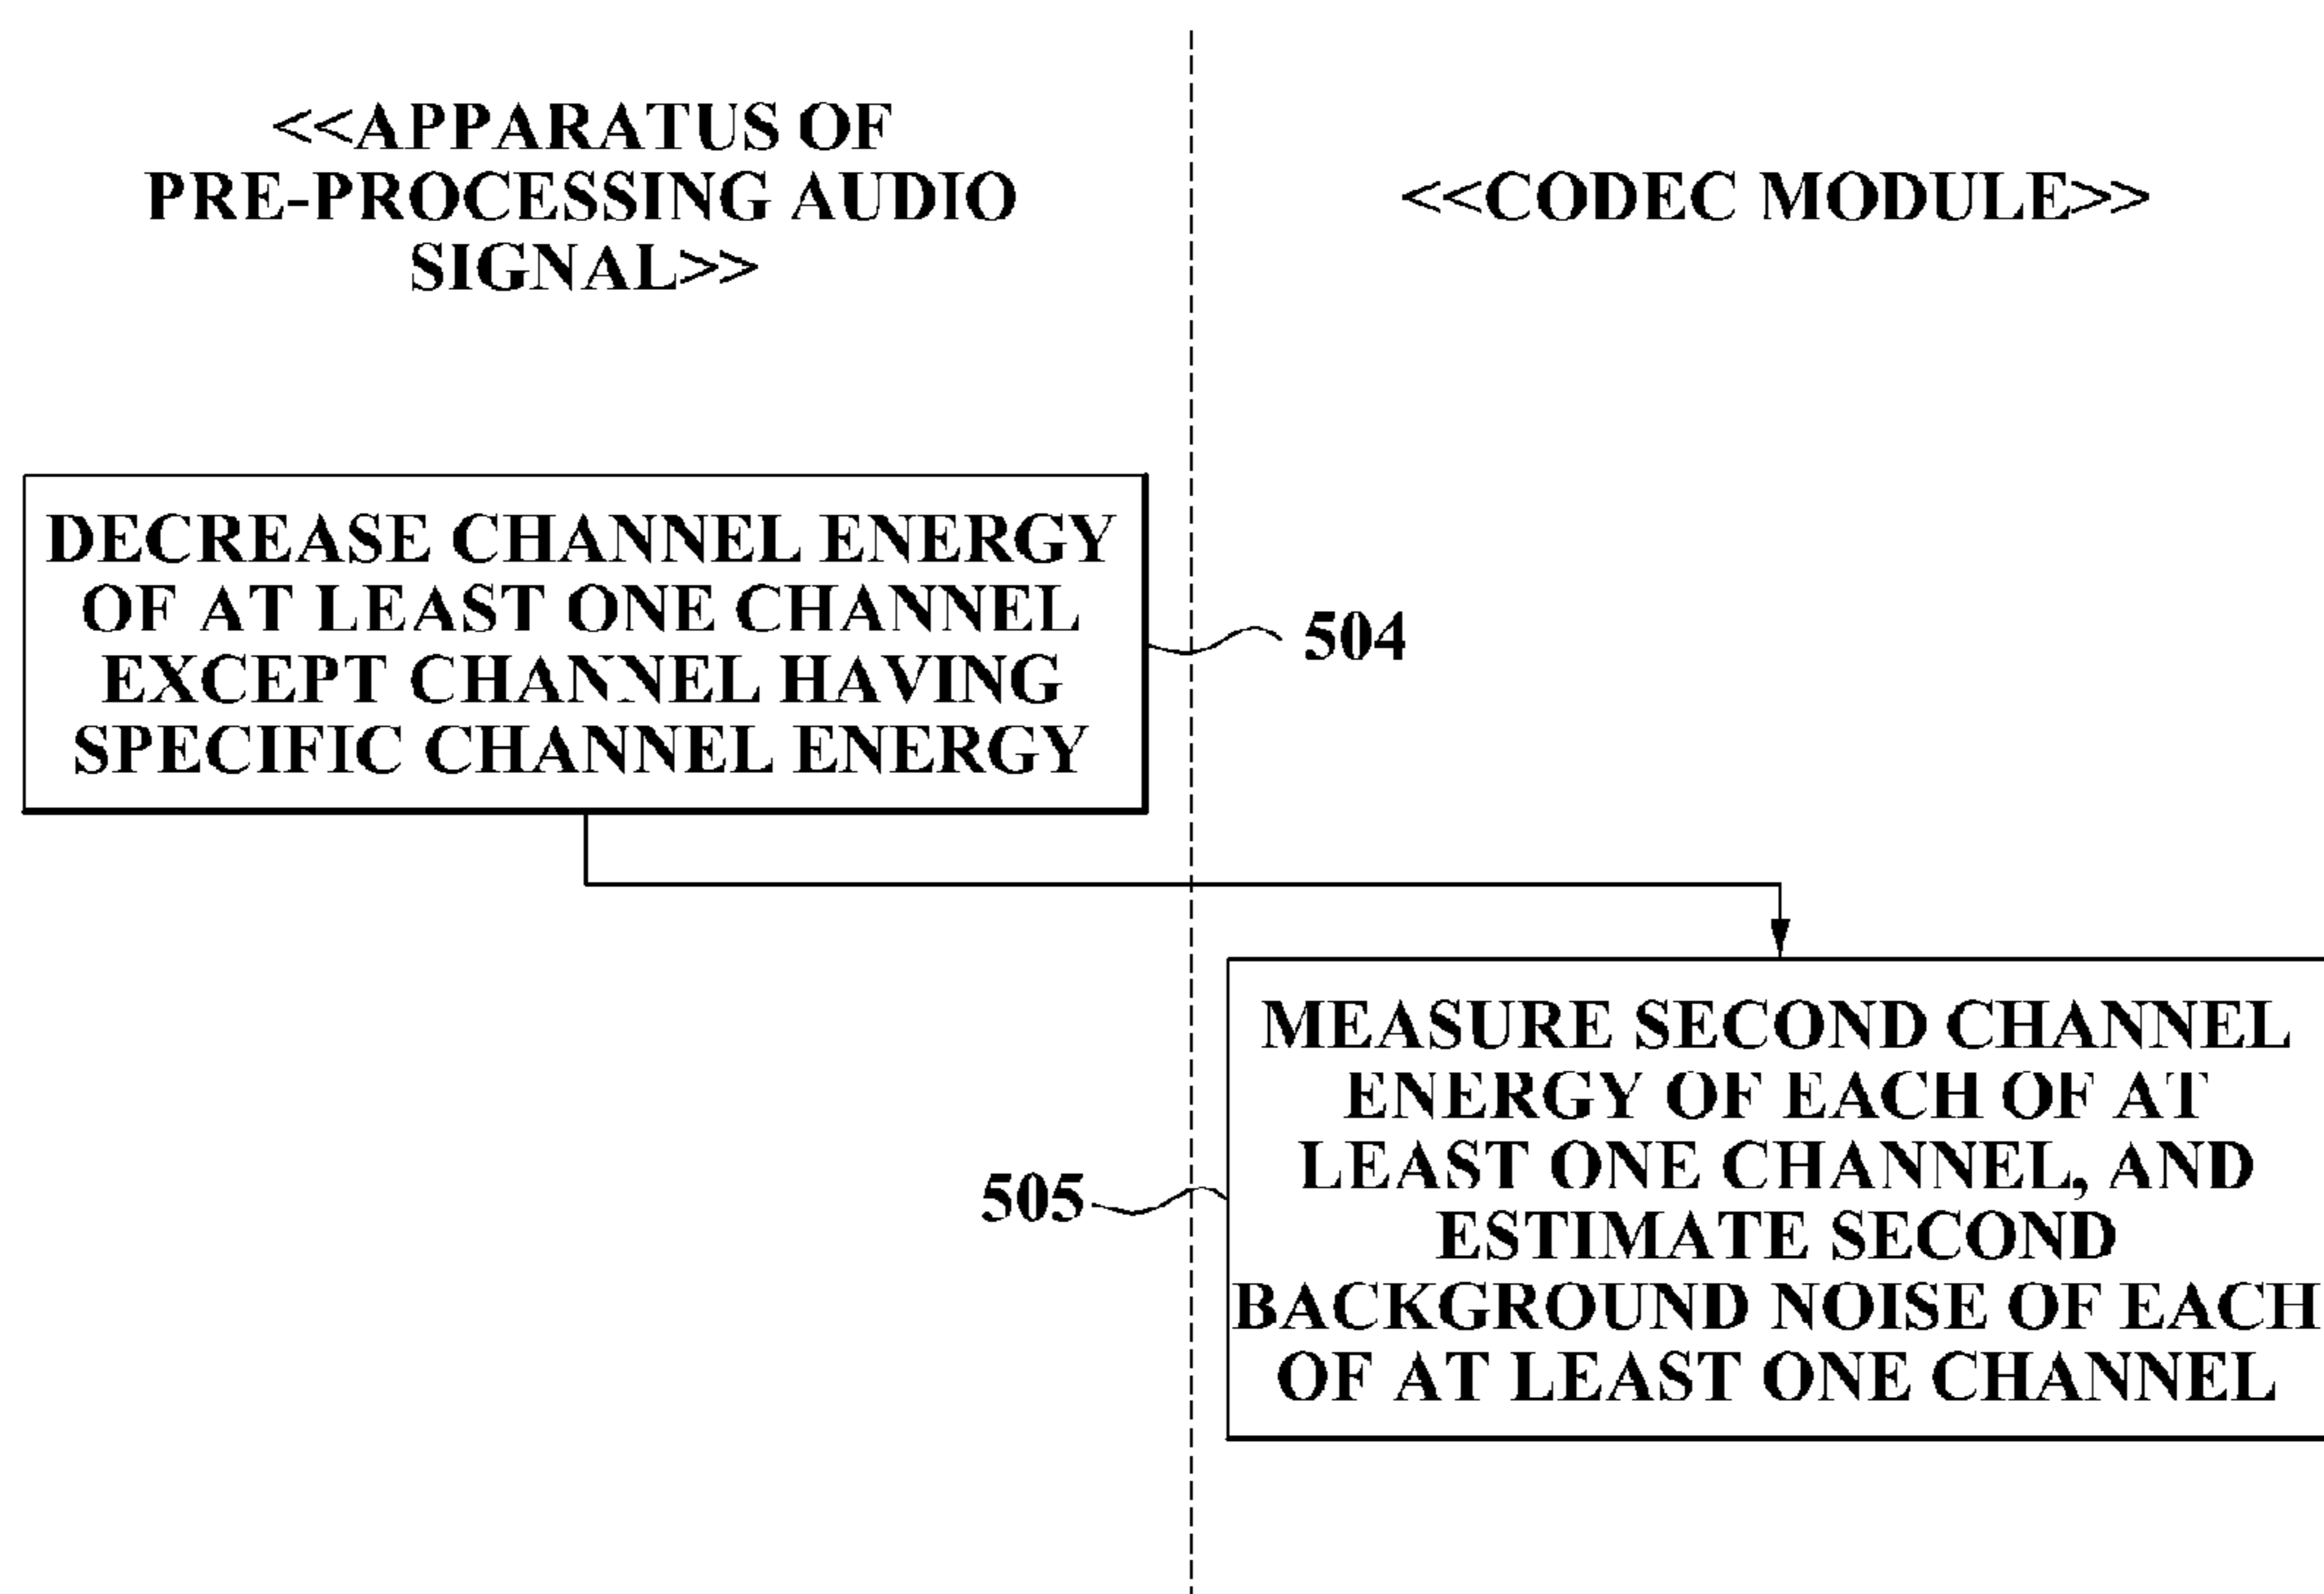 <<APPARATUS OF
PRE-PROCESSING AUDIO
SIGNAL>>
<<CODEC MODULE>>
DECREASE CHANNEL ENERGY
OF AT LEAST ONE CHANNEL
EXCEPT CHANNEL HAVING
SPECIFIC CHANNEL ENERGY
504
MEASURE SECOND CHANNEL
ENERGY OF EACH OF AT
LEAST ONE CHANNEL, AND
ESTIMATE SECOND
BACKGROUND NOISE OF EACH
OF AT LEAST ONE CHANNEL
505